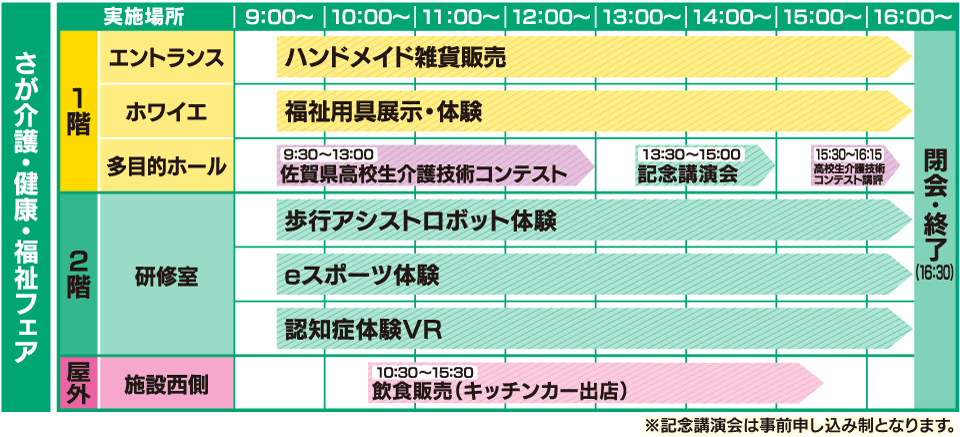 さが介護・健康・福祉フェア
実施場所 9:00〜 10:00〜 11:00〜 12:00〜 13:00〜 14:00〜 15:00〜 16:00〜
1階
エントランス
ハンドメイド雑貨販売
ホワイエ
福祉用具展示・体験
多目的ホール
9:30〜13:00
佐賀県高校生介護技術コンテスト
13:30〜15:00
記念講演会
15:30〜16:15
高校生介護技術
コンテスト講評
2階
研修室
歩行アシストロボット体験
eスポーツ体験
認知症体験VR
屋外
施設西側
10:30〜15:30
飲食販売(キッチンカー出店)
閉会・終了
(16:30)
※記念講演会は事前申し込み制となります。